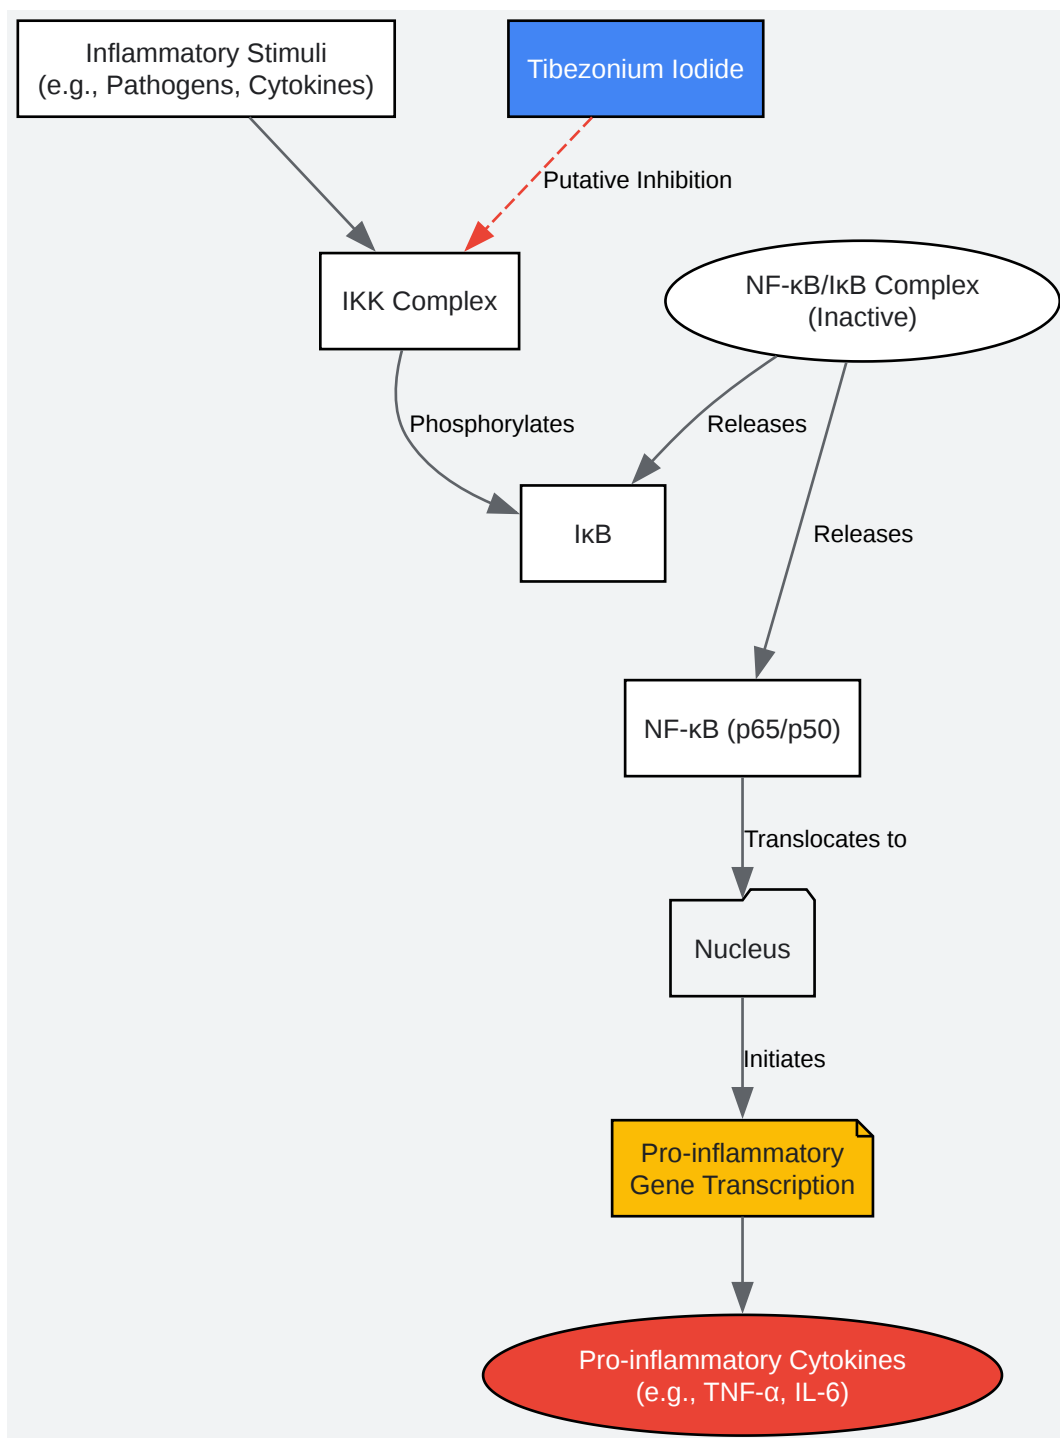 Inflammatory Stimuli
(e.g., Pathogens, Cytokines)
Tibezonium Iodide
Putative Inhibition
IKK Complex
NF-κB/IκB Complex
(Inactive)
Phosphorylates
Releases
IκB
Releases
NF-κB (p65/p50)
Translocates to
Nucleus
Initiates
Pro-inflammatory
Gene Transcription
Pro-inflammatory Cytokines
(e.g., TNF-α, IL-6)